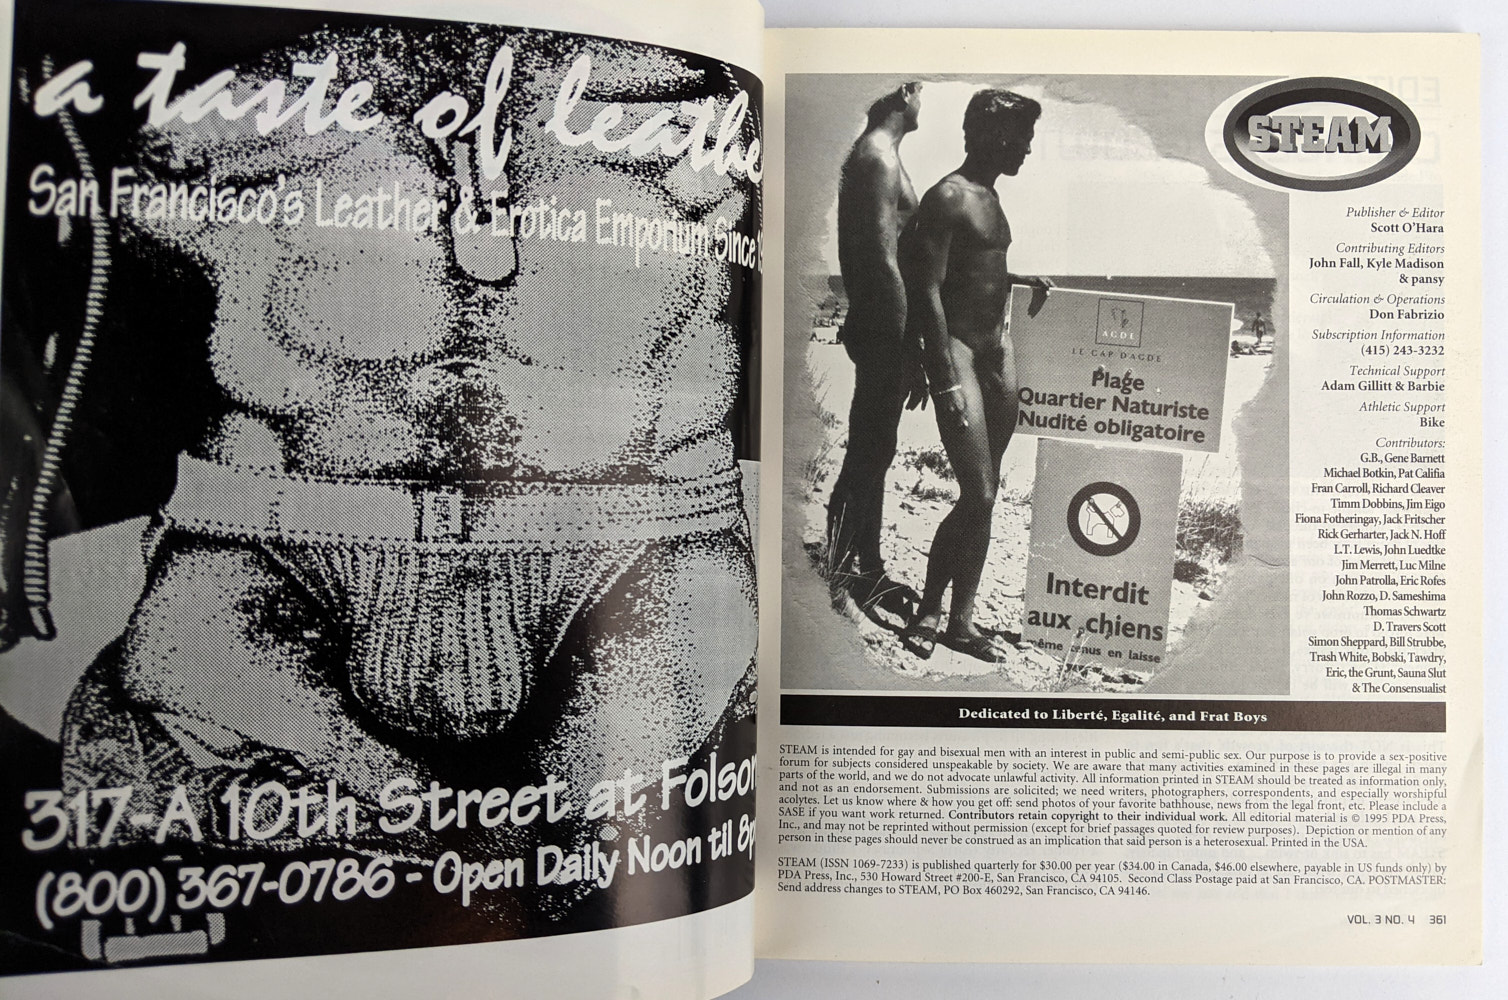 a taste of leathe
San Francisco's Leather & Erotica Emporium Since
317-A 10th Street at Folsom
(800) 367-0786 - Open Daily Noon til 8p
STEAM
Publisher & Editor
Scott O'Hara
Contributing Editors
John Fall, Kyle Madison
& pansy
Circulation & Operations
Don Fabrizio
Subscription Information
(415) 243-3232
Technical Support
Adam Gillitt & Barbie
Athletic Support
Bike
Contributors:
G.B., Gene Barnett
Michael Botkin, Pat Califia
Fran Carroll, Richard Cleaver
Timm Dobbins, Jim Eigo
Fiona Fotheringay, Jack Fritscher
Rick Gerharter, Jack N. Hoff
L.T. Lewis, John Luedtke
Jim Merrett, Luc Milne
John Patrolla, Eric Rofes
John Rozzo, D. Sameshima
Thomas Schwartz
D. Travers Scott
Simon Sheppard, Bill Strubbe,
Trash White, Bobski, Tawdry,
Eric, the Grunt, Sauna Slut
& The Consensualist
AGDE
LE CAP D'AGDE
Plage
Quartier Naturiste
Nudité obligatoire
Interdit
aux chiens
même tenus en laisse
Dedicated to Liberté, Egalité, and Frat Boys
STEAM is intended for gay and bisexual men with an interest in public and semi-public sex. Our purpose is to provide a sex-positive
forum for subjects considered unspeakable by society. We are aware that many activities examined in these pages are illegal in many
parts of the world, and we do not advocate unlawful activity. All information printed in STEAM should be treated as information only,
and not as an endorsement. Submissions are solicited; we need writers, photographers, correspondents, and especially worshipful
acolytes. Let us know where & how you get off: send photos of your favorite bathhouse, news from the legal front, etc. Please include a
SASE if you want work returned. Contributors retain copyright to their individual work. All editorial material is © 1995 PDA Press,
Inc., and may not be reprinted without permission (except for brief passages quoted for review purposes). Depiction or mention of any
person in these pages should never be construed as an implication that said person is a heterosexual. Printed in the USA.
STEAM (ISSN 1069-7233) is published quarterly for $30.00 per year ($34.00 in Canada, $46.00 elsewhere, payable in US funds only) by
PDA Press, Inc., 530 Howard Street #200-E, San Francisco, CA 94105. Second Class Postage paid at San Francisco, CA. POSTMASTER:
Send address changes to STEAM, PO Box 460292, San Francisco, CA 94146.
VOL. 3 NO. 4 361